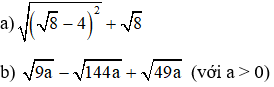 a) √((√8 − 4)²) + √8
b) √9a − √144a + √49a (với a > 0)